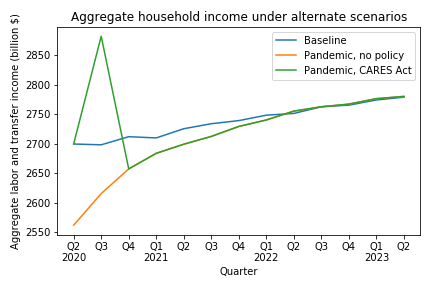 Aggregate household income under alternate scenarios
Aggregate labor and transfer income (billion $)
2850
2800
2750
2700
2650
2600
2550
Baseline
Pandemic, no policy
Pandemic, CARES Act
Q2 Q3 Q4 Q1 Q2 Q3 Q4 Q1 Q2 Q3 Q4 Q1 Q2
2020 2021 2022 2023
Quarter